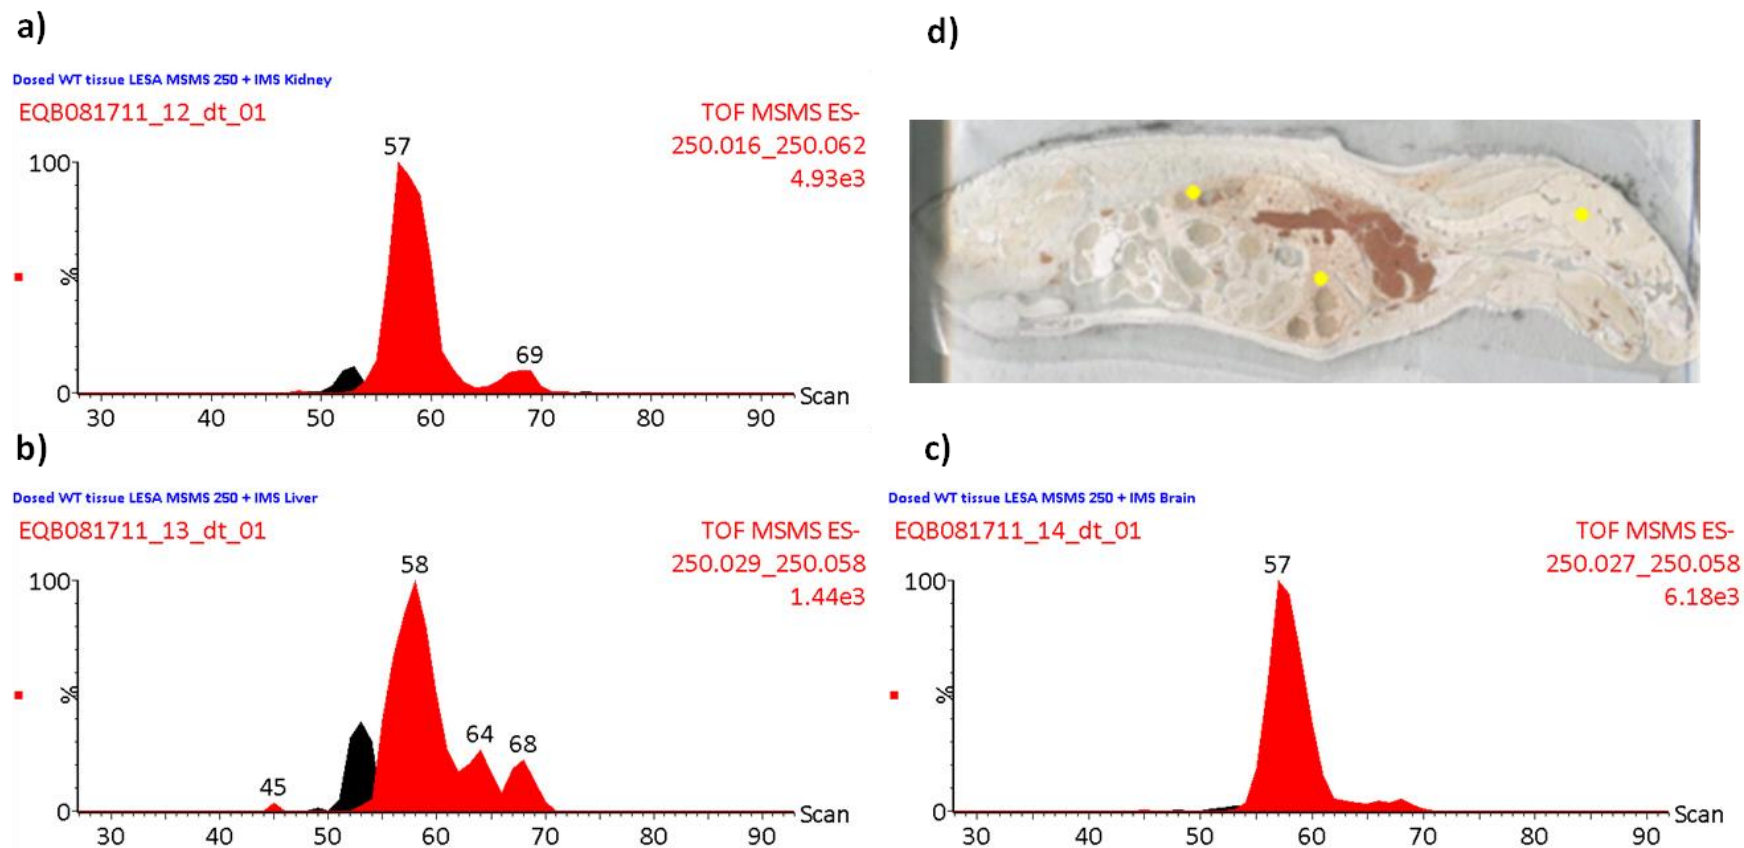 a)
Dosed WT tissue LESA MSMS 250 + IMS Kidney
EQB081711_12_dt_01
TOF MSMS ES-
250.016_250.062
4.93e3
57
100
%
69
0
Scan
30 40 50 60 70 80 90
d)
b)
Dosed WT tissue LESA MSMS 250 + IMS Liver
EQB081711_13_dt_01
TOF MSMS ES-
250.029_250.058
1.44e3
58
100
%
64
68
45
0
Scan
30 40 50 60 70 80 90
c)
Dosed WT tissue LESA MSMS 250 + IMS Brain
EQB081711_14_dt_01
TOF MSMS ES-
250.027_250.058
6.18e3
57
100
%
0
Scan
30 40 50 60 70 80 90